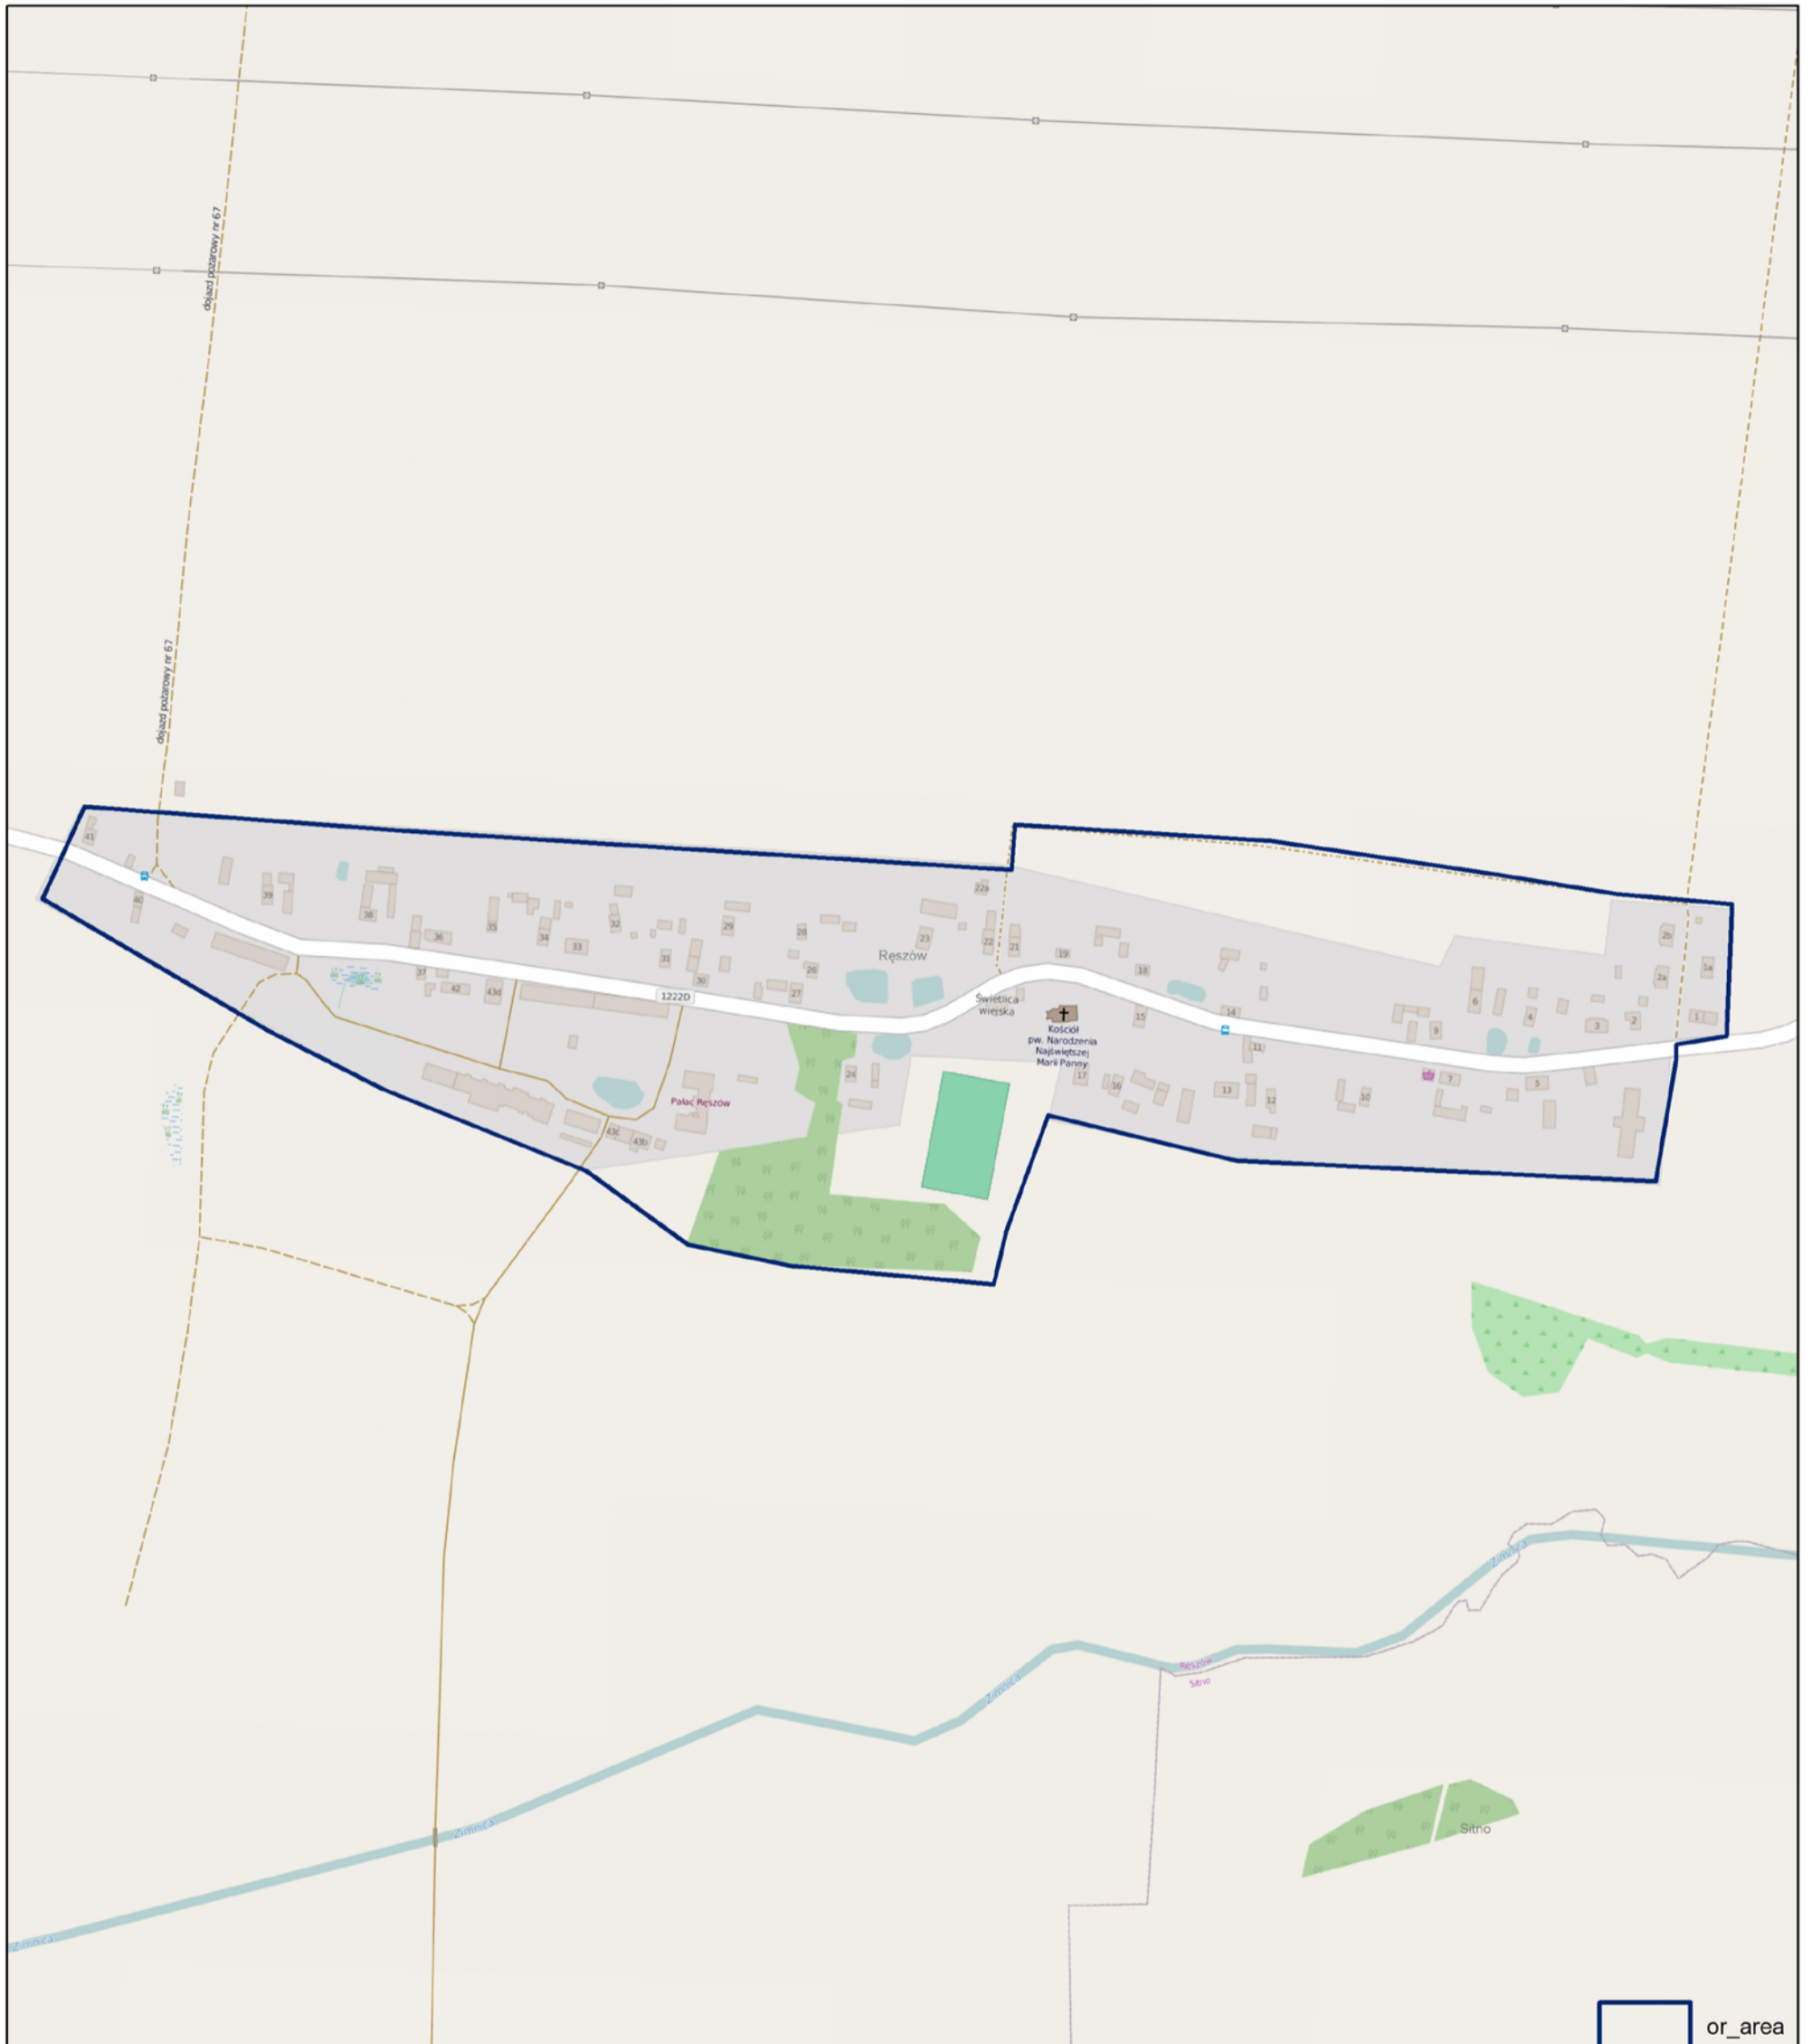 dojazd pożarowy nr 67
dojazd pożarowy nr 67
41
40
39
38
36
35
34
33
32
31
30
29
28
27
26
37
42
43d
1222D
Ręszów
23
22a
22
21
19
18
14
15
Świetlica
wiejska
Kościół
pw. Narodzenia
Najświętszej
Marii Panny
24
Pałac Ręszów
43c
43b
17
16
13
12
11
10
9
7
6
5
4
3
2
2b
2a
1a
1
Zimnica
Zimnica
Ręszów
Sitno
Zimnica
Sitno
Zimnica
or_area